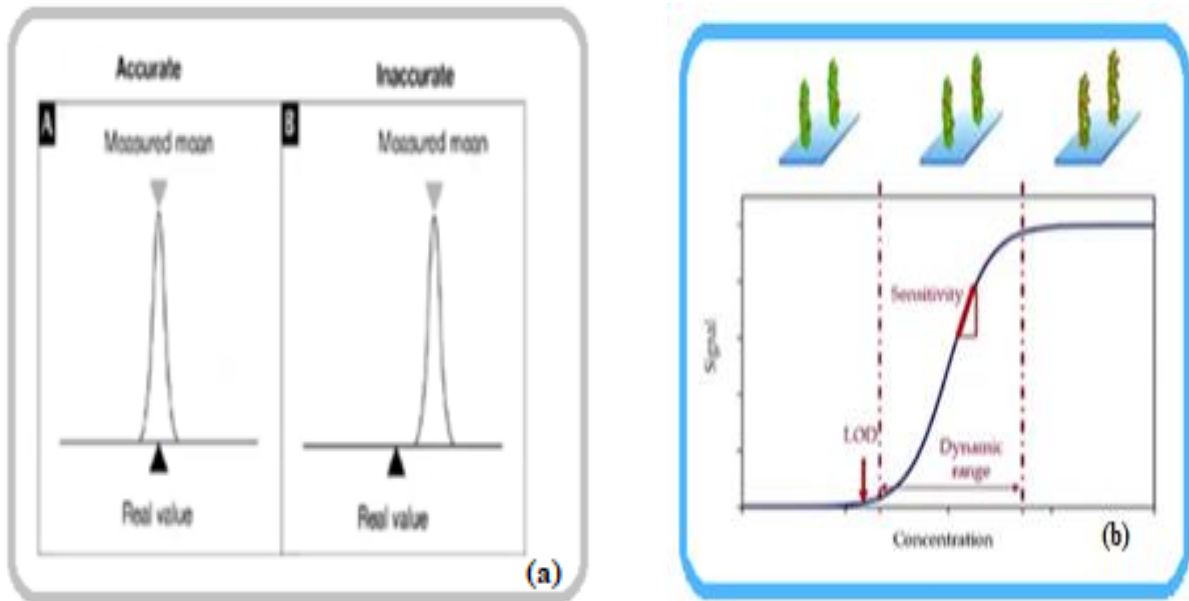 Accurate
Inaccurate
A
B
Measured mean
Measured mean
Real value
Real value
(a)
Signal
Sensitivity
LOD
Dynamic
range
Concentration
(b)